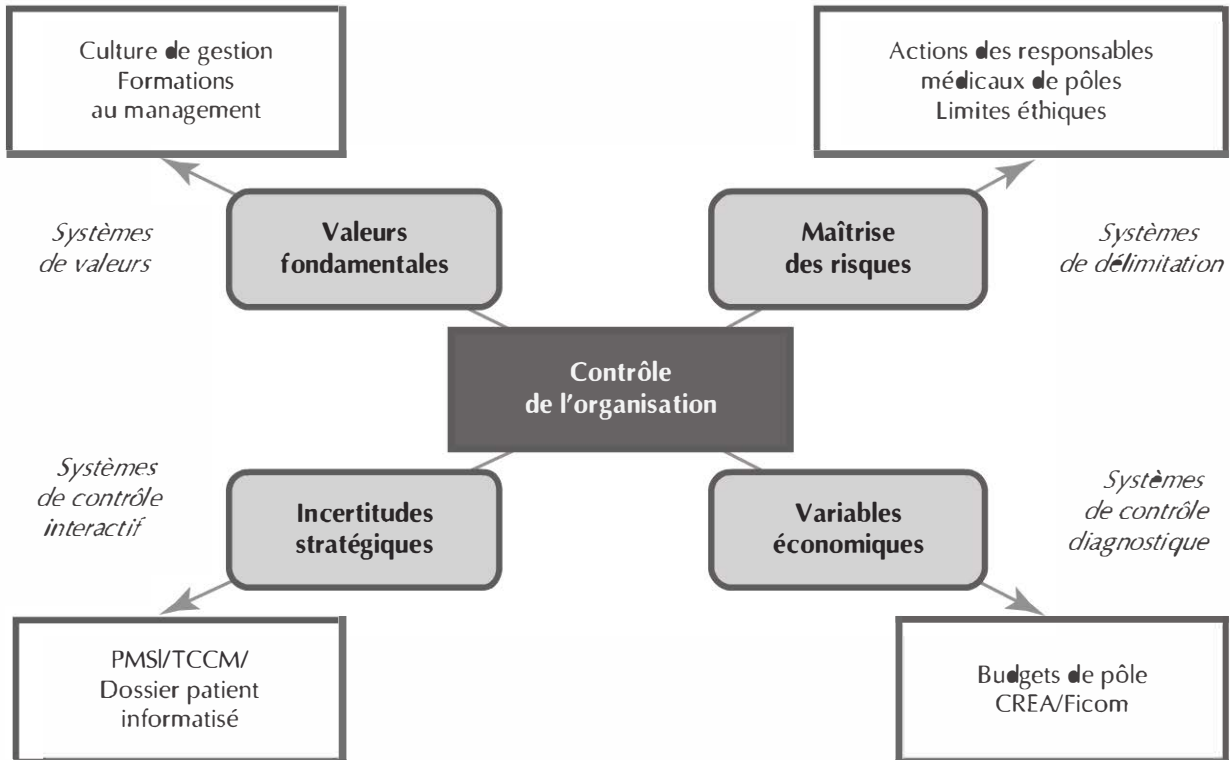 Culture de gestion
Formations
au management
Actions des responsables
médicaux de pôles
Limites éthiques
Systèmes
de valeurs
Valeurs
fondamentales
Maîtrise
des risques
Systèmes
de délimitation
Contrôle
de l'organisation
Systèmes
de contrôle
interactif
Incertitudes
stratégiques
Variables
économiques
Systèmes
de contrôle
diagnostique
PMSI/TCCM/
Dossier patient
informatisé
Budgets de pôle
CREA/Ficom